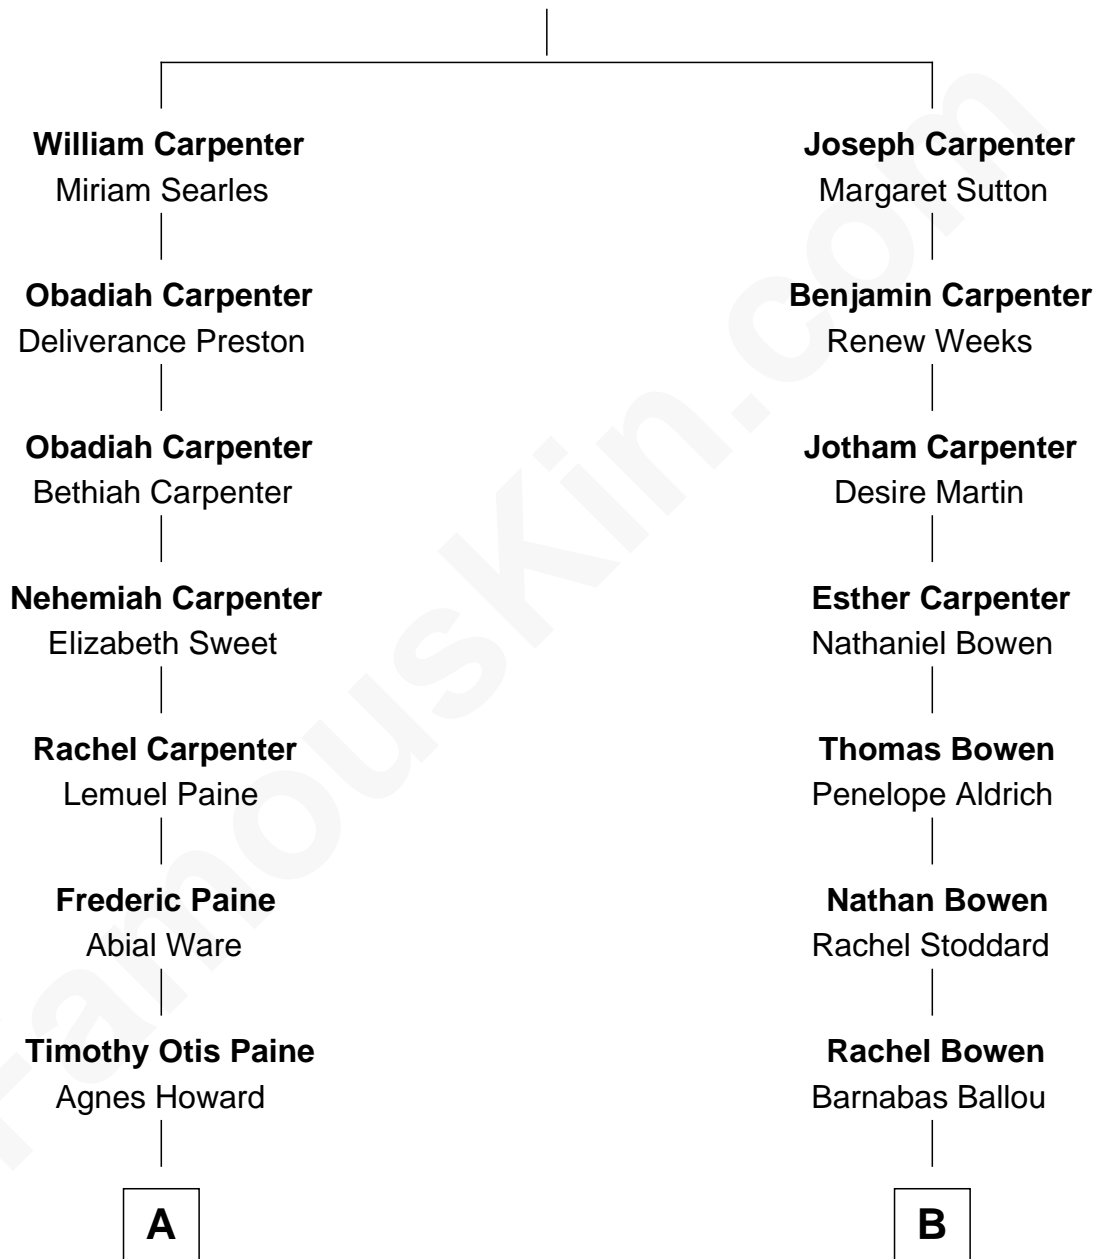 William Carpenter
Miriam Searles
Obadiah Carpenter
Deliverance Preston
Obadiah Carpenter
Bethiah Carpenter
Nehemiah Carpenter
Elizabeth Sweet
Rachel Carpenter
Lemuel Paine
Frederic Paine
Abial Ware
Timothy Otis Paine
Agnes Howard
A
Joseph Carpenter
Margaret Sutton
Benjamin Carpenter
Renew Weeks
Jotham Carpenter
Desire Martin
Esther Carpenter
Nathaniel Bowen
Thomas Bowen
Penelope Aldrich
Nathan Bowen
Rachel Stoddard
Rachel Bowen
Barnabas Ballou
B
FamousKin.com